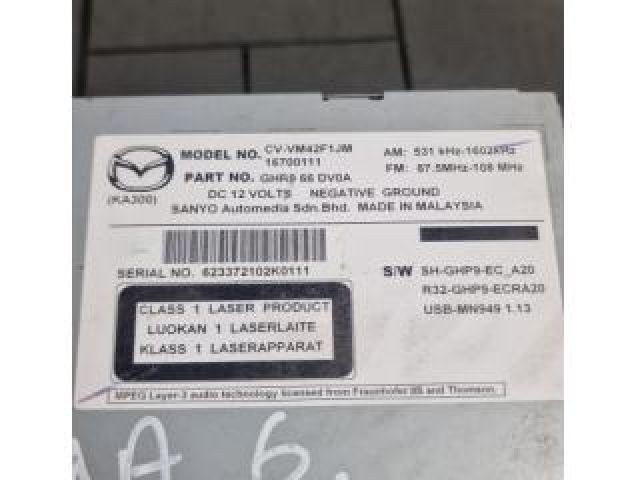 MODEL NO. CV-VM42F1JM
16700111
PART NO. GHR9 66 DV0A
DC 12 VOLTS NEGATIVE GROUND
SANYO Automedia Sdn.Bhd. MADE IN MALAYSIA
(KA300)
AM: 531 kHz-1602kHz
FM: 87.5MHz-108 MHz
SERIAL NO. 623372102K0111
S/W SH-GHP9-EC_A20
R32-GHP9-ECRA20
USB-MN949 1.13
CLASS 1 LASER PRODUCT
LUOKAN 1 LASERLAITE
KLASS 1 LASERAPPARAT
MPEG Layer-3 audio technology licensed from Fraunhofer IIS and Thomson.
6.